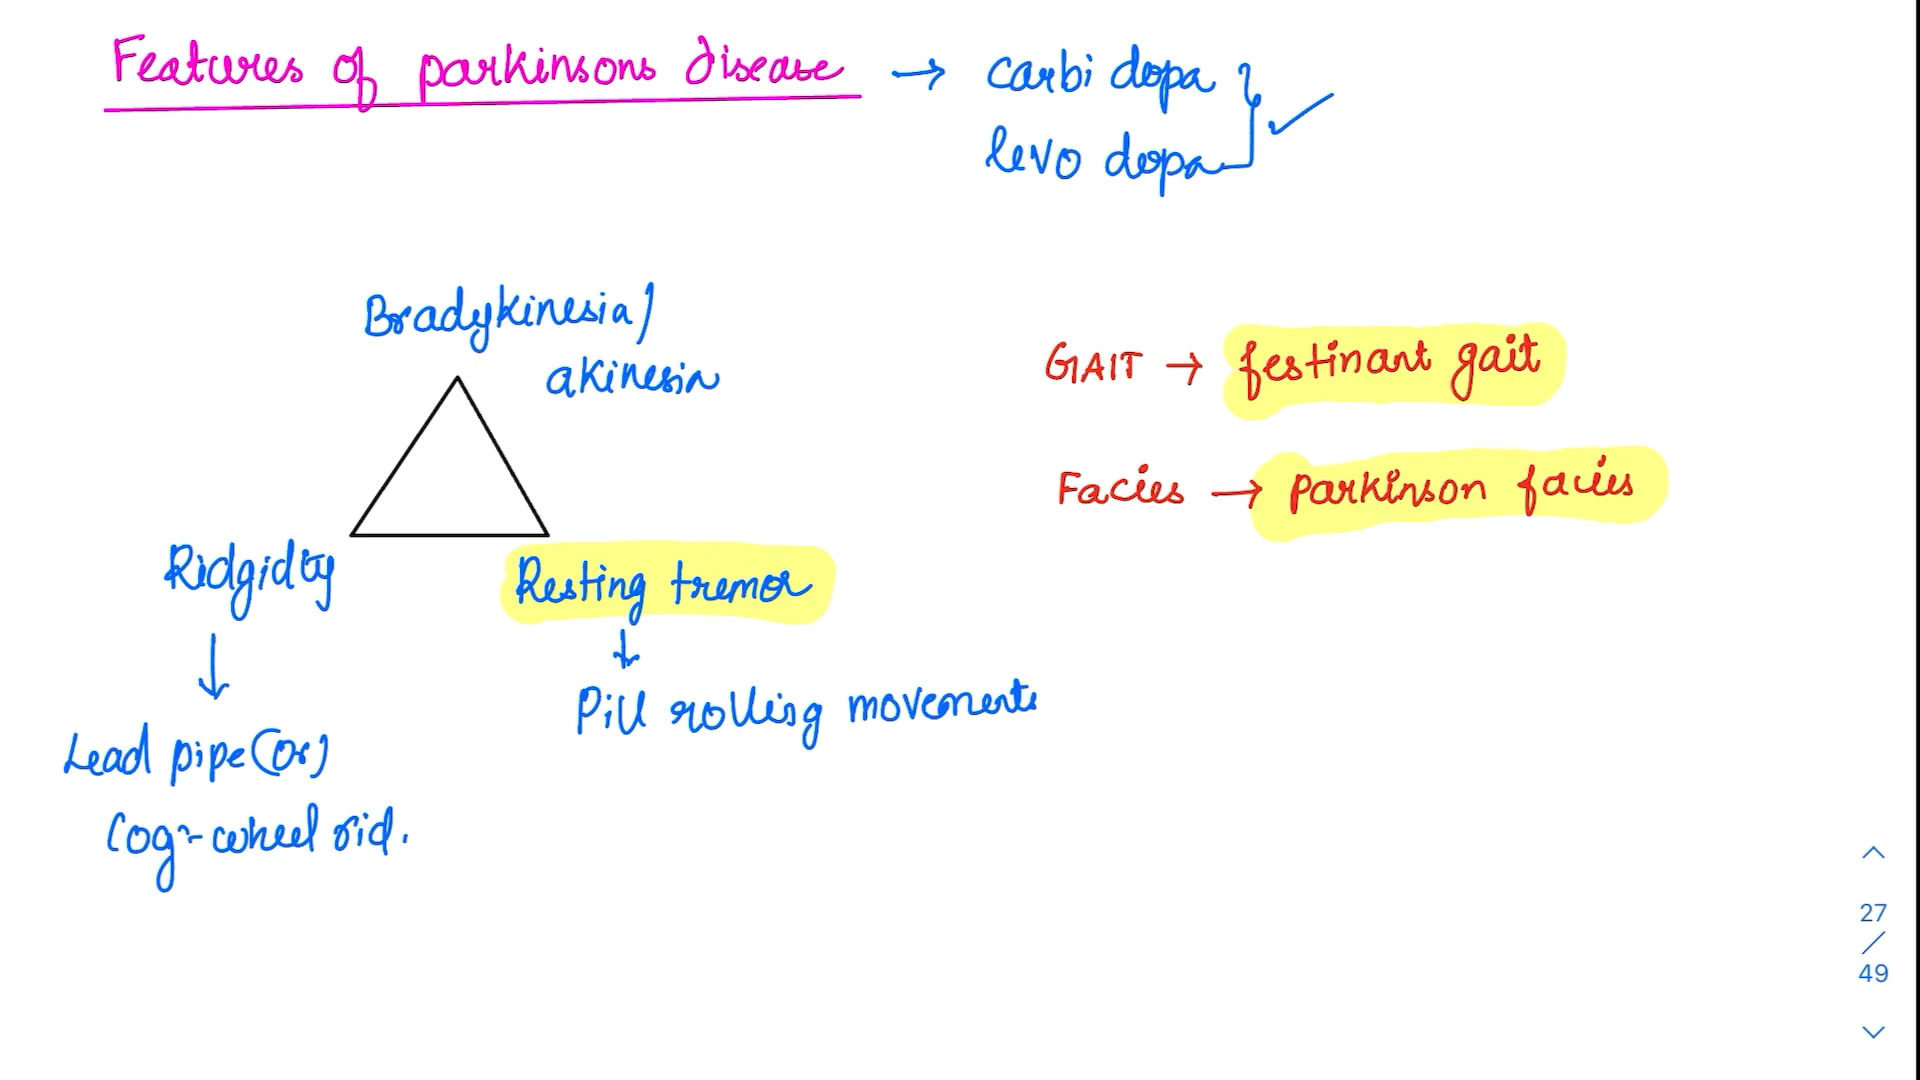 Features of parkinsons disease → carbi dopa
levo dopa
Bradykinesia/
akinesia
GAIT → festinant gait
Facies → parkinson facies
Ridgidity
Resting tremor
Pill rolling movements
Lead pipe (or)
Cog-wheel rid.
27
/
49